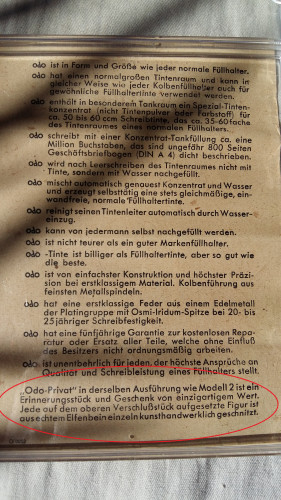 odo ist in Form und Größe wie jeder normale Füllhalter.
odo hat einen normalgroßen Tintenraum und kann in
gleicher Weise wie jeder Kolbenfüllhalter auch für
gewöhnliche Füllhaltertinte verwendet werden.
odo enthält in besonderem Tankraum ein Spezial-Tinten-
konzentrat (nicht Tintenpulver oder Farbstoff) für
ca. 50 bis 60 ccm Schreibtinte, das ca. 35-60fache
des Tintenraumes eines normalen Füllhalters.
odo schreibt mit einer Konzentrat-Tankfüllung ca. eine
Million Buchstaben, das sind ungefähr 800 Seiten
Geschäftsbriefbogen (DIN A 4) dicht beschrieben.
odo wird nach Leerschreiben des Tintenraumes nicht mit
Tinte, sondern mit Wasser nachgefüllt.
odo mischt automatisch genauest Konzentrat und Wasser
und erzeugt selbsttätig eine stets gleichmäßige, ein-
wandfreie, normale Füllhaltertinte.
odo reinigt seinen Tintenleiter automatisch durch Wasser-
einzug.
odo kann von jedermann selbst nachgefüllt werden.
odo ist nicht teurer als ein guter Markenfüllhalter.
odo -Tinte ist billiger als Füllhaltertinte, aber so gut wie
die beste.
odo ist von einfachster Konstruktion und höchster Präzi-
sion bei erstklassigem Material. Kolbenführung aus
feinsten Metallspindeln.
odo hat eine erstklassige Feder aus einem Edelmetall
der Platingruppe mit Osmi-Iridum-Spitze bei 20- bis
25jähriger Schreibfestigkeit.
odo hat eine fünfjährige Garantie zur kostenlosen Repa-
ratur oder Ersatz aller Teile, welche ohne Einfluß
des Besitzers nicht ordnungsmäßig arbeiten.
odo ist unentbehrlich für jeden, der höchste Ansprüche an
Qualität und Schreibleistung eines Füllhalters stellt.
„Odo-Privat" in derselben Ausführung wie Modell 2 ist ein
Erinnerungsstück und Geschenk von einzigartigem Wert.
Jede auf dem oberen Verschlußstück aufgesetzte Figur ist
aus echtem Elfenbein einzeln kunsthandwerklich geschnitzt.